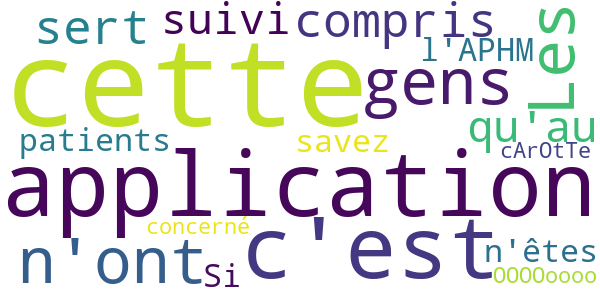 sert suivi compris Les
cette gens l'APHM
patients savez qu'au
application cArOtTe
concerné
n'ont Si c'est n'êtes
OOOOoooo